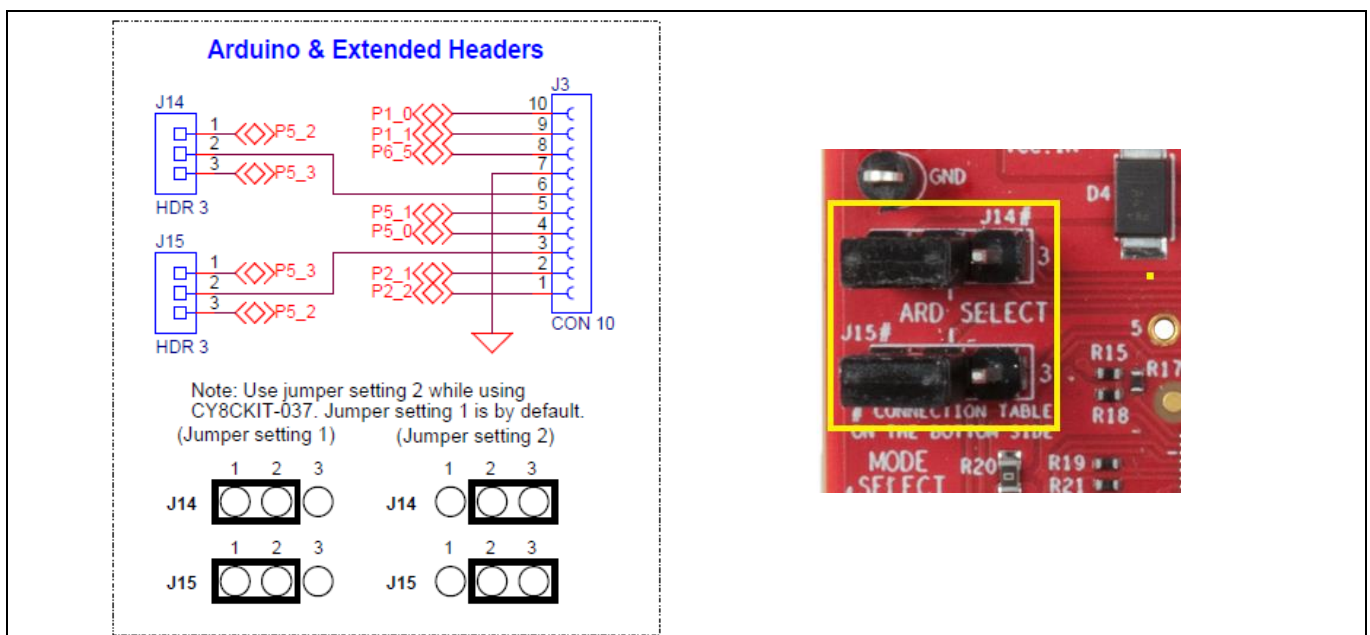 Arduino & Extended Headers
J3
J14
1
P5_2
2
3
P5_3
HDR 3
J15
1
P5_3
2
3
P5_2
HDR 3
P1_0
10
P1_1
9
P6_5
8
7
6
P5_1
5
P5_0
4
3
P2_1
2
P2_2
1
CON 10
Note: Use jumper setting 2 while using
CY8CKIT-037. Jumper setting 1 is by default.
(Jumper setting 1) (Jumper setting 2)
1 2 3 1 2 3
J14 J14
1 2 3 1 2 3
J15 J15
GND
D4
J14#
3
ARD SELECT
J15#
5
R15
R17
3
# CONNECTION TABLE
R18
ON THE BOTTOM SIDE
MODE
R20
R19
SELECT
R21